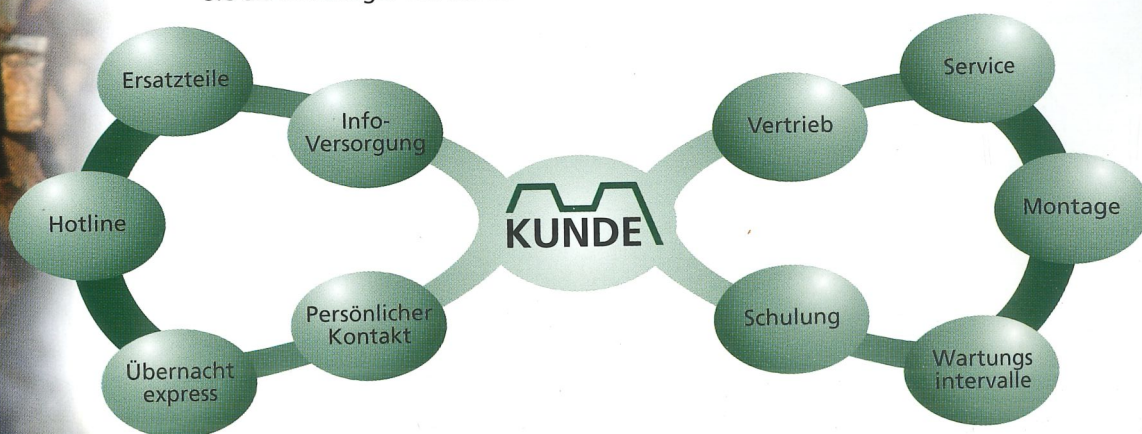 Ersatzteile
Info-
Versorgung
Hotline
Persönlicher
Kontakt
Übernacht
express
KUNDE
Vertrieb
Service
Montage
Schulung
Wartungs
intervalle